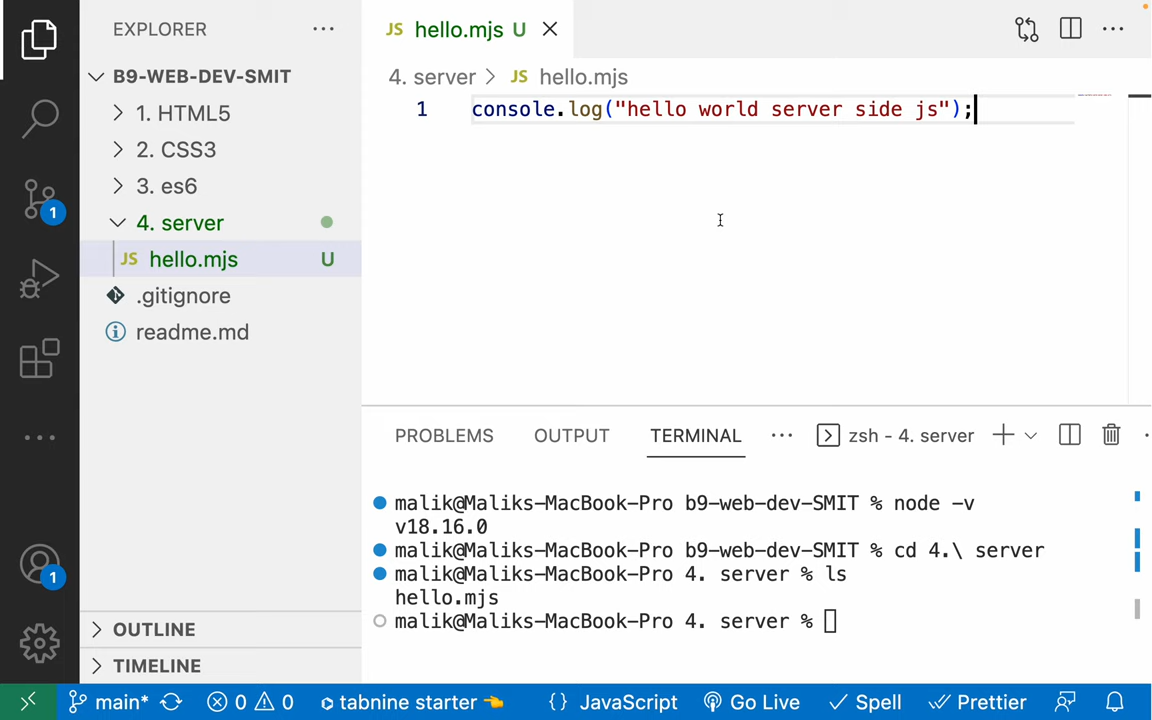 EXPLORER ···
B9-WEB-DEV-SMIT
1. HTML5
2. CSS3
3. es6
4. server
JS hello.mjs U
.gitignore
readme.md
OUTLINE
TIMELINE
1
1
JS hello.mjs U
4. server > JS hello.mjs
1 console.log("hello world server side js");
PROBLEMS OUTPUT TERMINAL ··· zsh - 4. server
malik@Maliks-MacBook-Pro b9-web-dev-SMIT % node -v
v18.16.0
malik@Maliks-MacBook-Pro b9-web-dev-SMIT % cd 4.\ server
malik@Maliks-MacBook-Pro 4. server % ls
hello.mjs
malik@Maliks-MacBook-Pro 4. server %
main* 0 0 tabnine starter 👈 {} JavaScript Go Live Spell Prettier